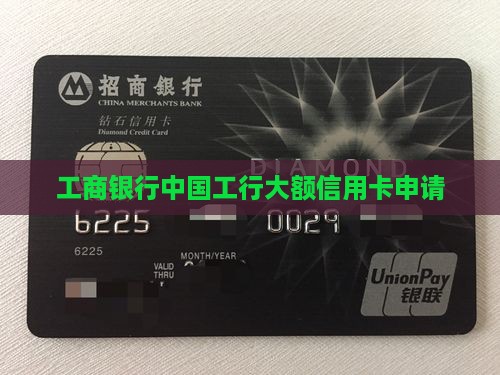 招商銀行
CHINA MERCHANTS BANK
钻石信用卡
Diamond Credit Card
DIAMOND
工商银行中国工行大额信用卡申请
6225 0029
6225
MONTH/YEAR
VALID
THRU
UnionPay
银联